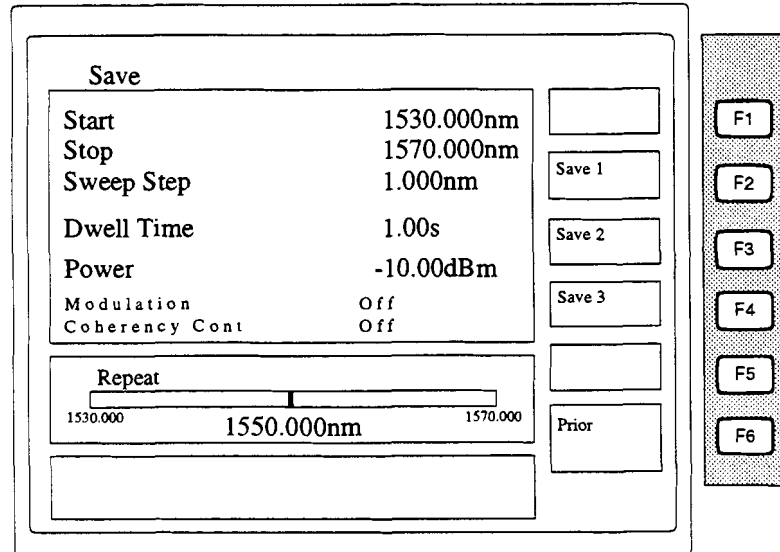 Save
Start 1530.000nm
Stop 1570.000nm
Sweep Step 1.000nm
Dwell Time 1.00s
Power -10.00dBm
Modulation Off
Coherency Cont Off
Repeat
1530.000 1550.000nm 1570.000
Save 1
Save 2
Save 3
Prior
F1
F2
F3
F4
F5
F6